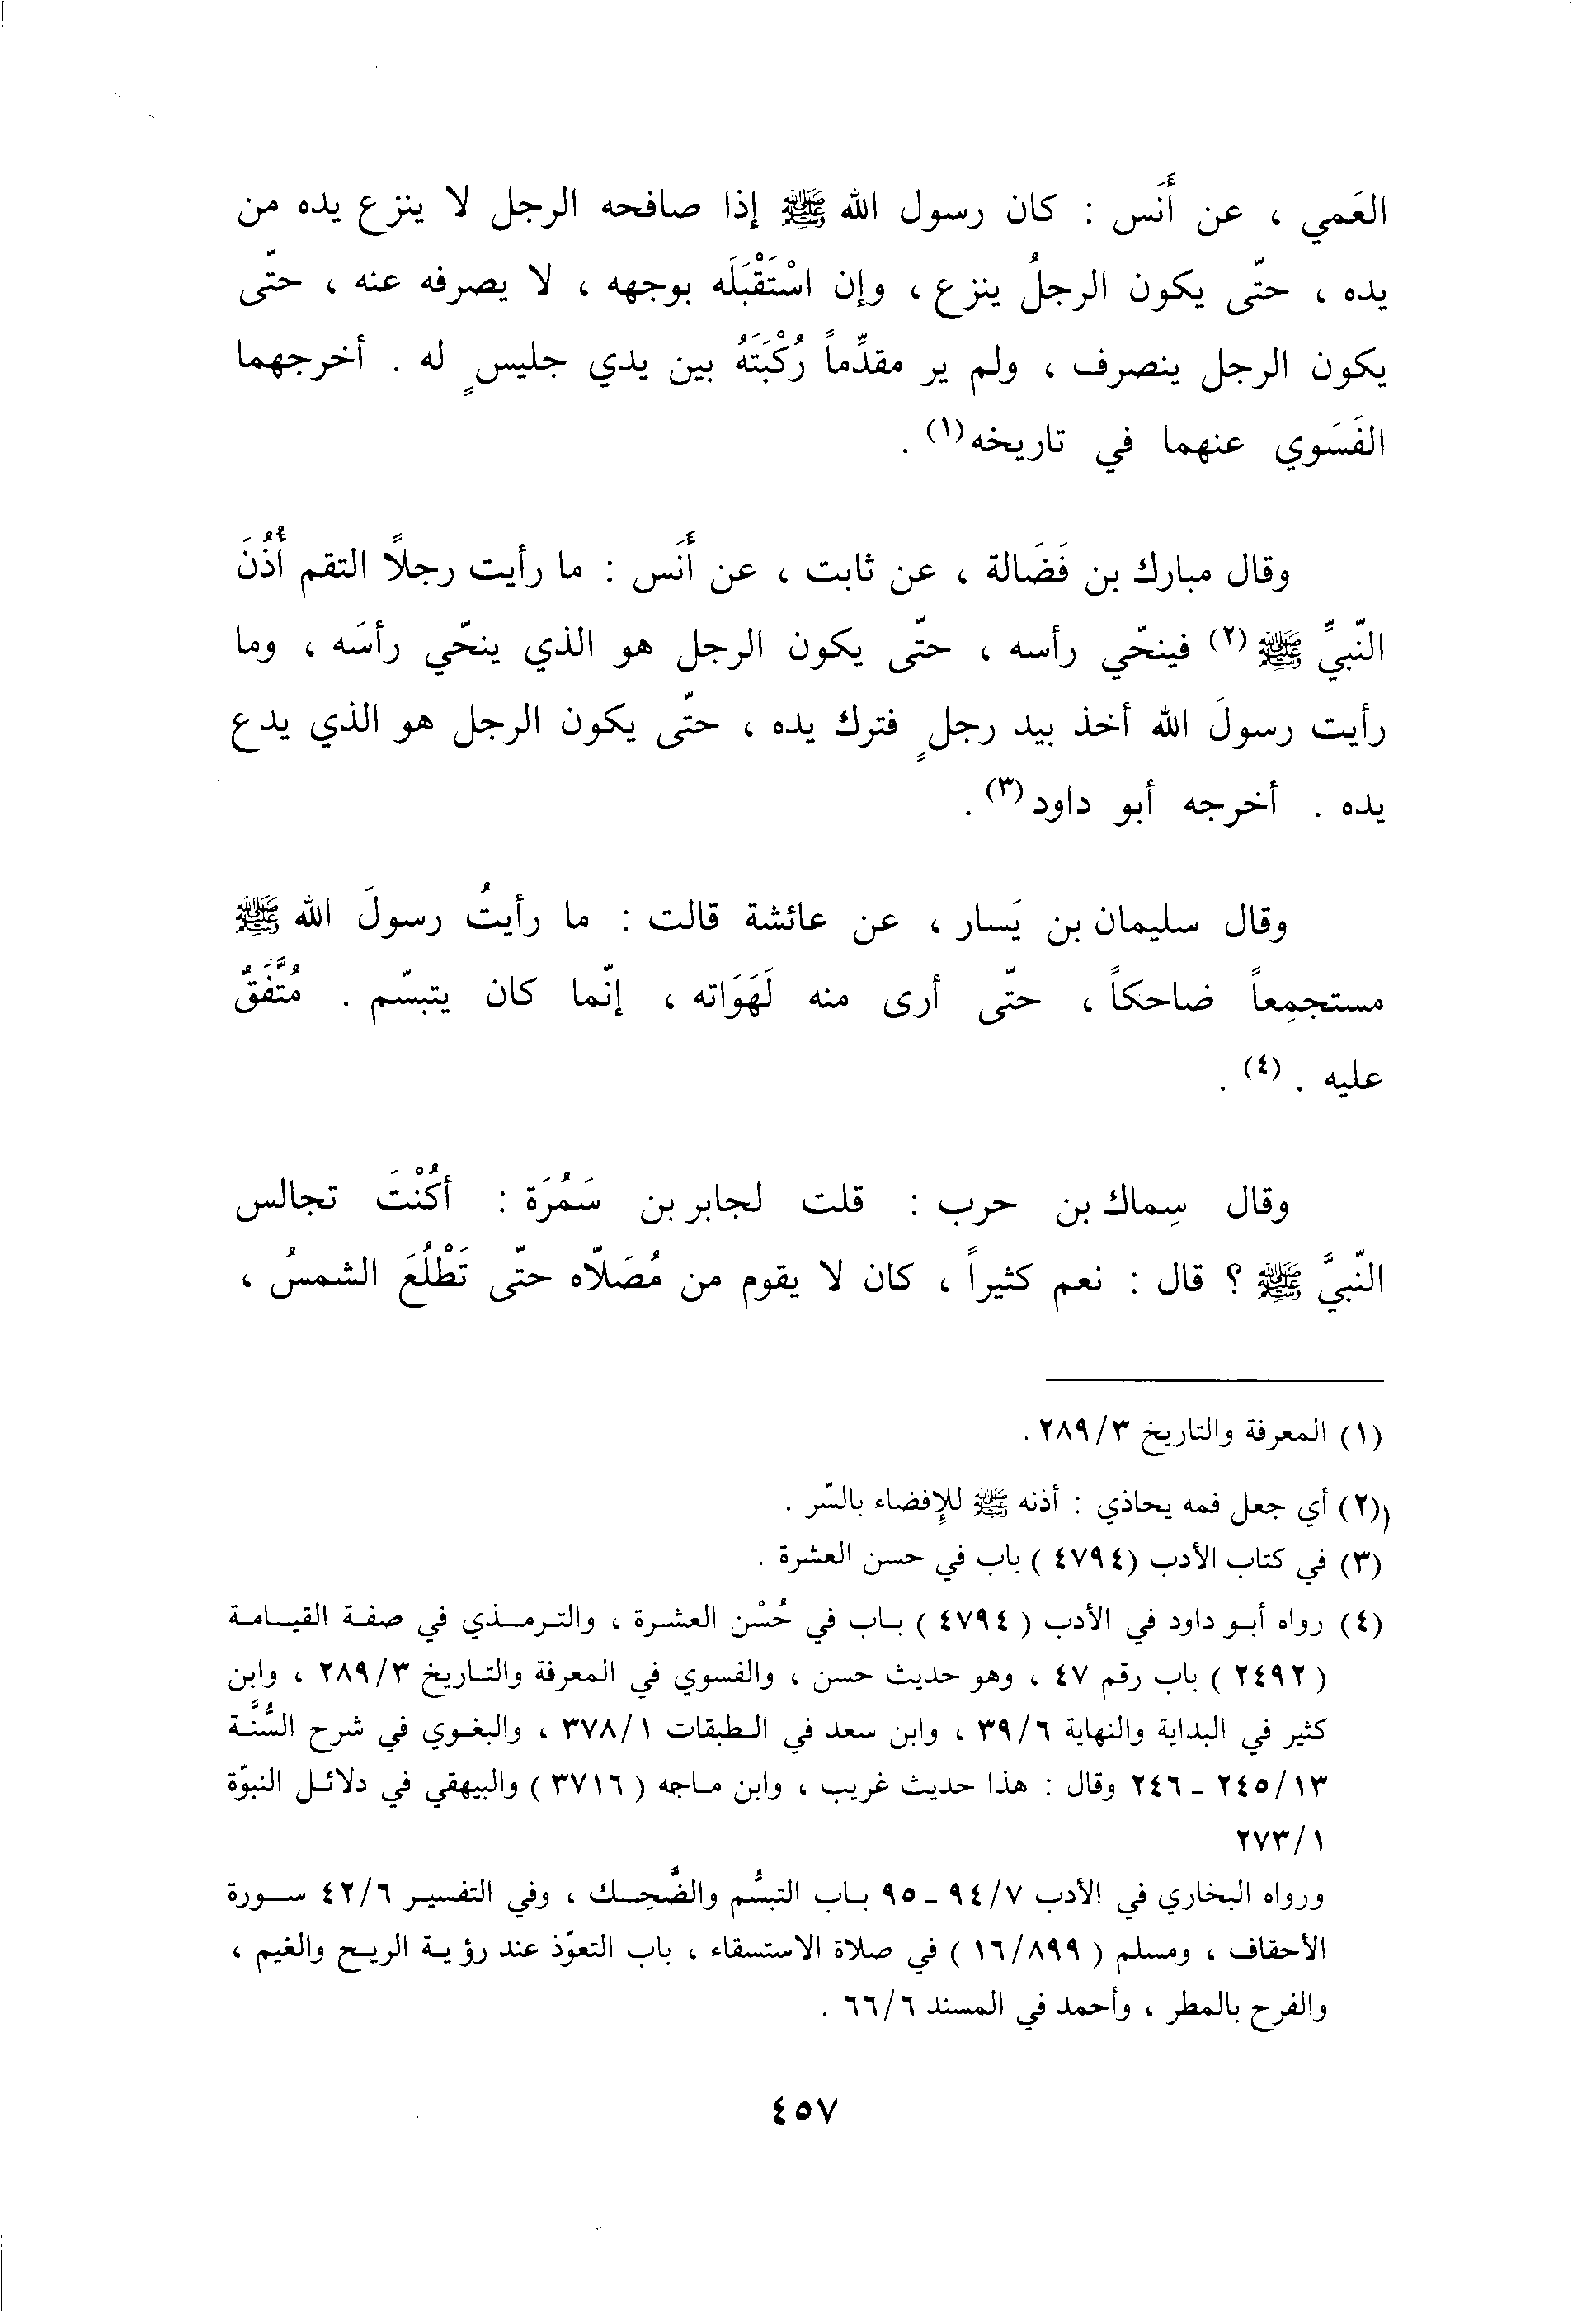 العَمي ، عن أَنَس : كان رسول الله ﷺ إذا صافحه الرجل لا ينزع يده من
يده ، حتّى يكون الرجلُ ينزع ، وإن اسْتَقْبَلَه بوجهه ، لا يصرفه عنه ، حتّى
يكون الرجل ينصرف ، ولم ير مقدِّماً رُكْبَتَهُ بين يدي جليسٍ له . أخرجهما
الفَسَوي عنهما في تاريخه(١) .
وقال مبارك بن فَضَالة ، عن ثابت ، عن أَنَس : ما رأيت رجلاً التقم أُذُنَ
النّبيِّ ﷺ (٢) فينحّي رأسه ، حتّى يكون الرجل هو الذي ينحّي رأسَه ، وما
رأيت رسولَ الله أخذ بيد رجلٍ فترك يده ، حتّى يكون الرجل هو الذي يدع
يده . أخرجه أبو داود(٣) .
وقال سليمان بن يَسار ، عن عائشة قالت : ما رأيتُ رسولَ الله ﷺ
مستجمِعاً ضاحكاً ، حتّى أرى منه لَهَوَاته ، إنّما كان يتبسّم . مُتَّفَقٌ
عليه . (٤) .
وقال سِماك بن حرب : قلت لجابر بن سَمُرَة : أكُنْتَ تجالس
النّبيَّ ﷺ ؟ قال : نعم كثيراً ، كان لا يقوم من مُصَلّاه حتّى تَطْلُعَ الشمسُ ،
(١) المعرفة والتاريخ ٢٨٩/٣ .
(٢) أي جعل فمه يحاذي : أذنه ﷺ للإفضاء بالسّر .
(٣) في كتاب الأدب (٤٧٩٤ ) باب في حسن العشرة .
(٤) رواه أبو داود في الأدب ( ٤٧٩٤ ) باب في حُسْن العشرة ، والترمذي في صفة القيامة
( ٢٤٩٢ ) باب رقم ٤٧ ، وهو حديث حسن ، والفسوي في المعرفة والتاريخ ٢٨٩/٣ ، وابن
كثير في البداية والنهاية ٣٩/٦ ، وابن سعد في الطبقات ٣٧٨/١ ، والبغوي في شرح السُّنَّة
٢٤٥/١٣ - ٢٤٦ وقال : هذا حديث غريب ، وابن ماجه ( ٣٧١٦ ) والبيهقي في دلائل النبوّة
٢٧٣/١
ورواه البخاري في الأدب ٩٤/٧ - ٩٥ باب التبسُّم والضَّحِك ، وفي التفسير ٤٢/٦ سورة
الأحقاف ، ومسلم ( ١٦/٨٩٩ ) في صلاة الاستسقاء ، باب التعوّذ عند رؤية الريح والغيم ،
والفرح بالمطر ، وأحمد في المسند ٦٦/٦ .
٤٥٧